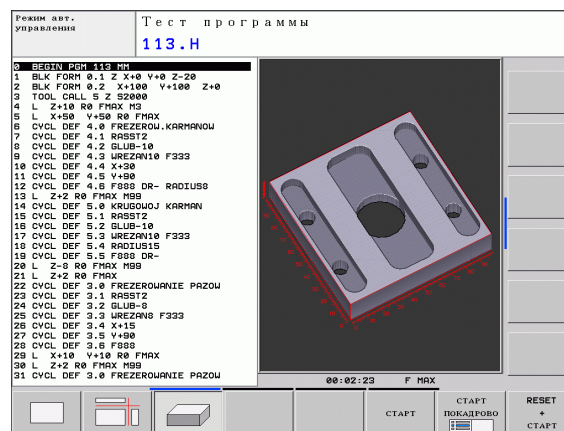 Режим авт.
управления
Тест программы
113.H
0 BEGIN PGM 113 MM
1 BLK FORM 0.1 Z X+0 Y+0 Z-20
2 BLK FORM 0.2 X+100 Y+100 Z+0
3 TOOL CALL 5 Z S2000
4 L Z+10 R0 FMAX M3
5 L X+50 Y+50 R0 FMAX
6 CYCL DEF 4.0 FREZEROW.KARMANOW
7 CYCL DEF 4.1 RASST2
8 CYCL DEF 4.2 GLUB-10
9 CYCL DEF 4.3 WREZAN10 F333
10 CYCL DEF 4.4 X+30
11 CYCL DEF 4.5 Y+90
12 CYCL DEF 4.6 F888 DR- RADIUS8
13 L Z+2 R0 FMAX M99
14 CYCL DEF 5.0 KRUGOWOJ KARMAN
15 CYCL DEF 5.1 RASST2
16 CYCL DEF 5.2 GLUB-10
17 CYCL DEF 5.3 WREZAN10 F333
18 CYCL DEF 5.4 RADIUS15
19 CYCL DEF 5.5 F888 DR-
20 L Z-8 R0 FMAX M99
21 L Z+2 R0 FMAX
22 CYCL DEF 3.0 FREZEROWANIE PAZOW
23 CYCL DEF 3.1 RASST2
24 CYCL DEF 3.2 GLUB-8
25 CYCL DEF 3.3 WREZAN8 F333
26 CYCL DEF 3.4 X+15
27 CYCL DEF 3.5 Y+90
28 CYCL DEF 3.6 F888
29 L X+10 Y+10 R0 FMAX
30 L Z+2 R0 FMAX M99
31 CYCL DEF 3.0 FREZEROWANIE PAZOW
00:02:23 F MAX
СТАРТ
СТАРТ
ПОКАДРОВО
RESET
+
СТАРТ